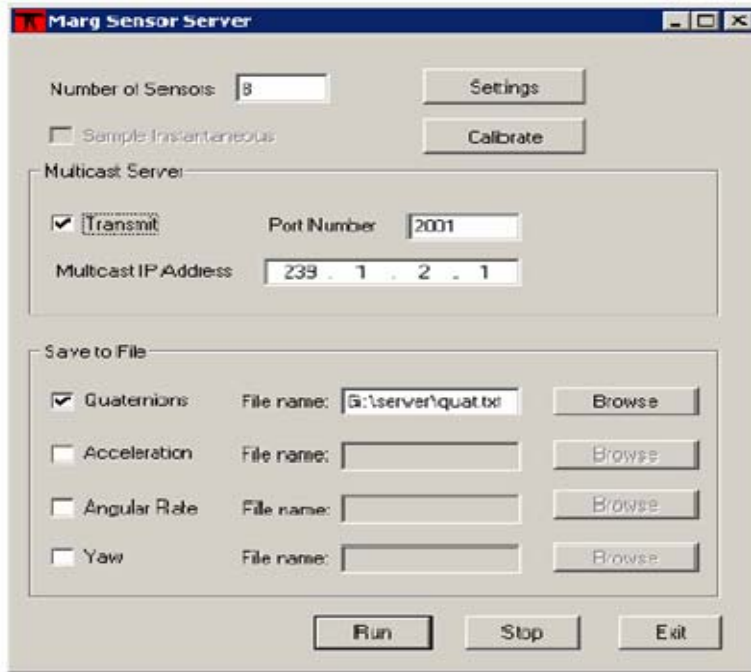 Marg Sensor Server
Number of Sensors 8 Settings
Sample Instantaneous Calibrate
Multicast Server
Transmit Port Number 2001
Multicast IP Address 239 . 1 . 2 . 1
Save to File
Quaternions File name: G:\server\quat.txt Browse
Acceleration File name: Browse
Angular Rate File name: Browse
Yaw File name: Browse
Run Stop Exit